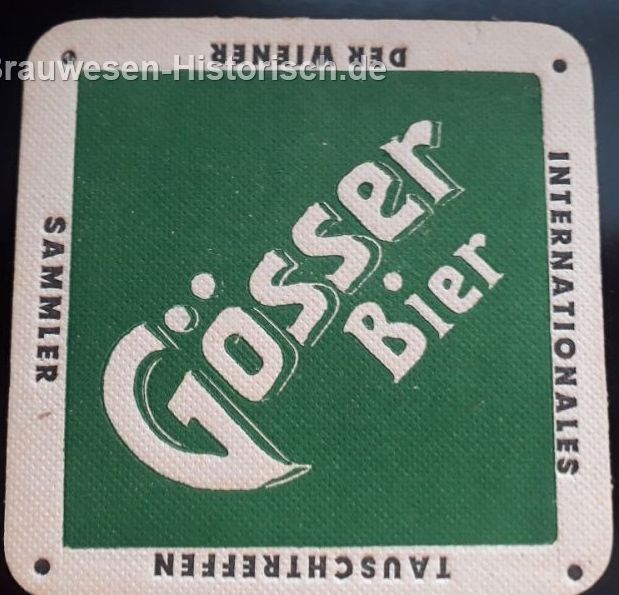 Brauwesen-Historisch.de
INTERNATIONALES
TAUSCHTREFFEN
DER WIENER
SAMMLER
Gösser
Bier